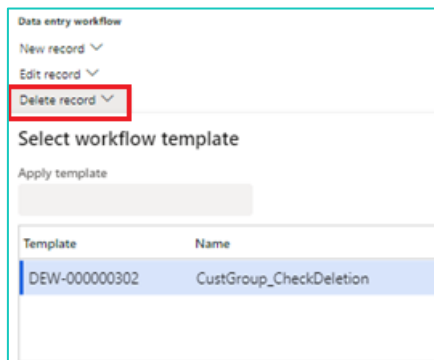 Data entry workflow
New record
Edit record
Delete record
Select workflow template
Apply template
Template Name
DEW-000000302 CustGroup_CheckDeletion